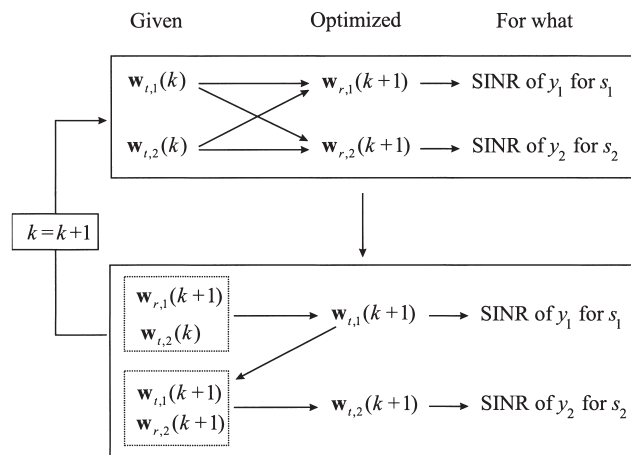 Given Optimized For what
w_{t,1}(k) w_{r,1}(k+1) SINR of y_1 for s_1
w_{t,2}(k) w_{r,2}(k+1) SINR of y_2 for s_2
k=k+1
w_{r,1}(k+1)
w_{t,2}(k)
w_{t,1}(k+1) SINR of y_1 for s_1
w_{t,1}(k+1)
w_{r,2}(k+1)
w_{t,2}(k+1) SINR of y_2 for s_2